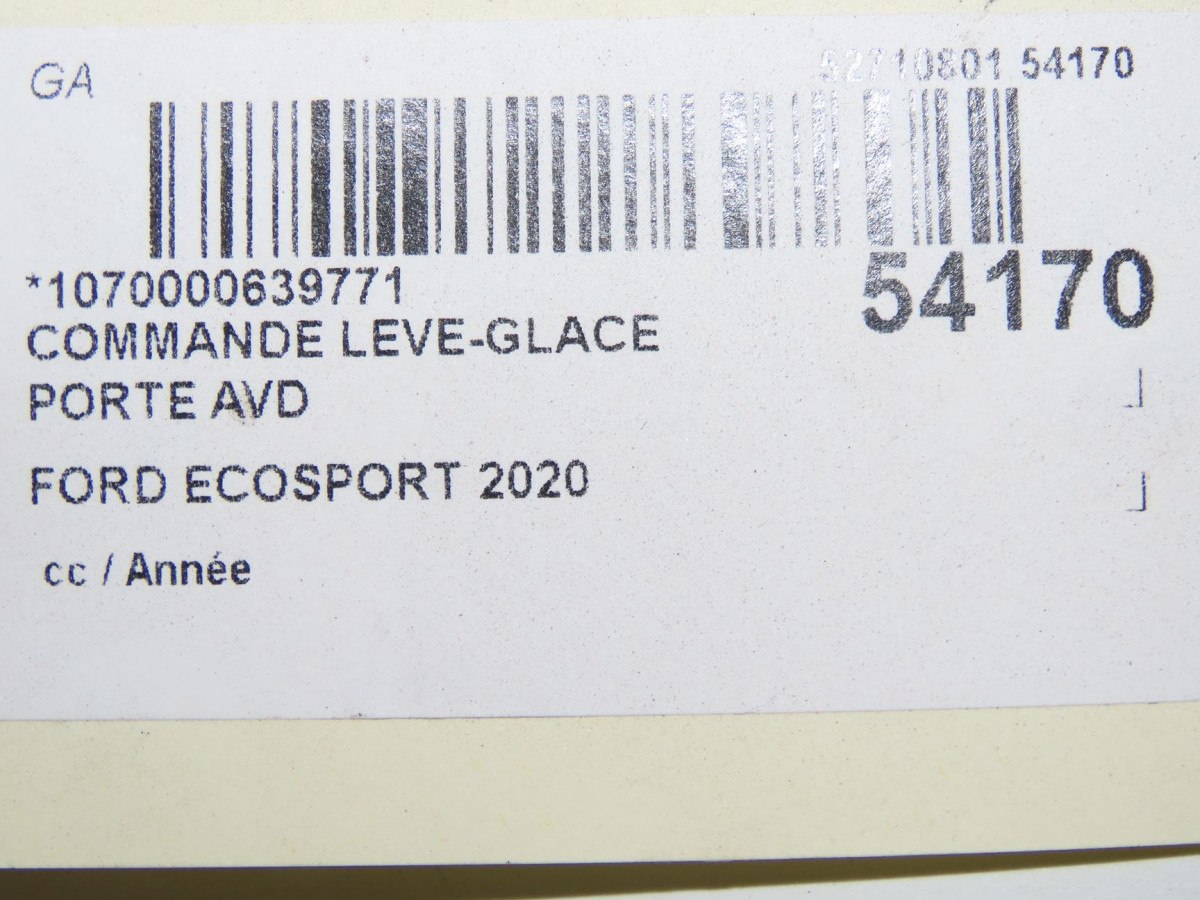 GA
52710801 54170
*1070000639771
54170
COMMANDE LEVE-GLACE
PORTE AVD
FORD ECOSPORT 2020
cc / Année